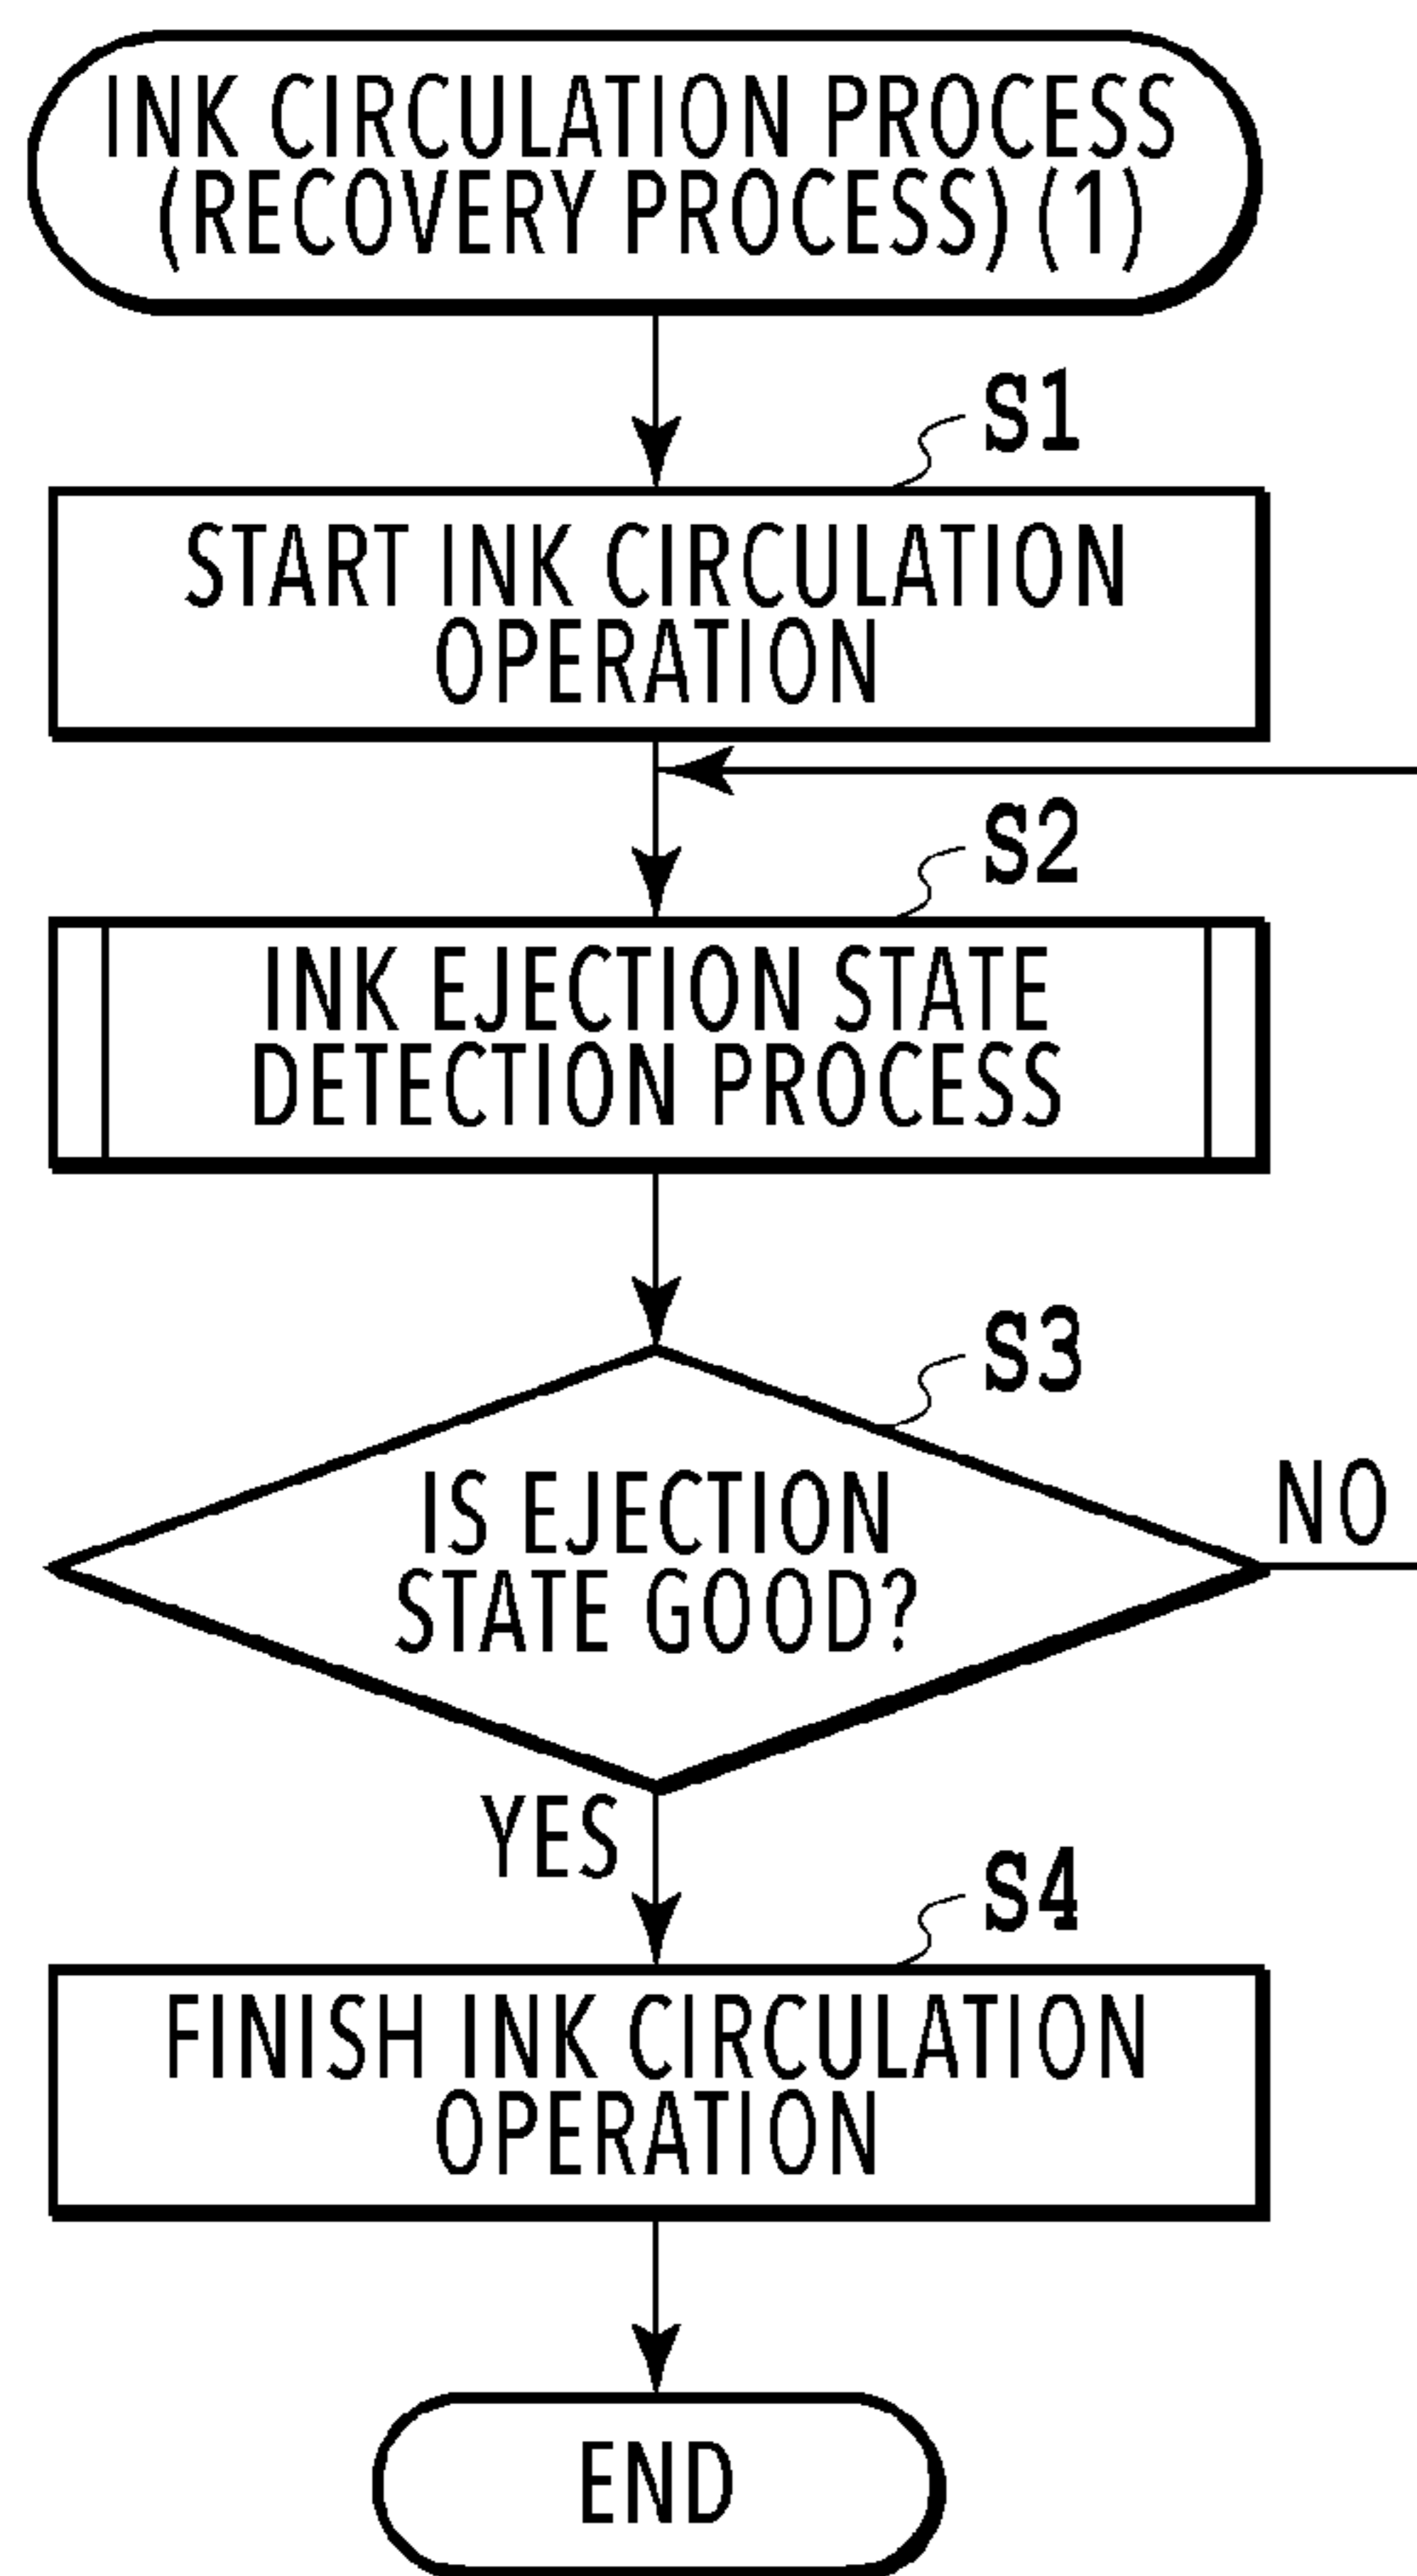 INK CIRCULATION PROCESS
(RECOVERY PROCESS) (1)
S1
START INK CIRCULATION
OPERATION
S2
INK EJECTION STATE
DETECTION PROCESS
S3
IS EJECTION
STATE GOOD?
NO
YES
S4
FINISH INK CIRCULATION
OPERATION
END